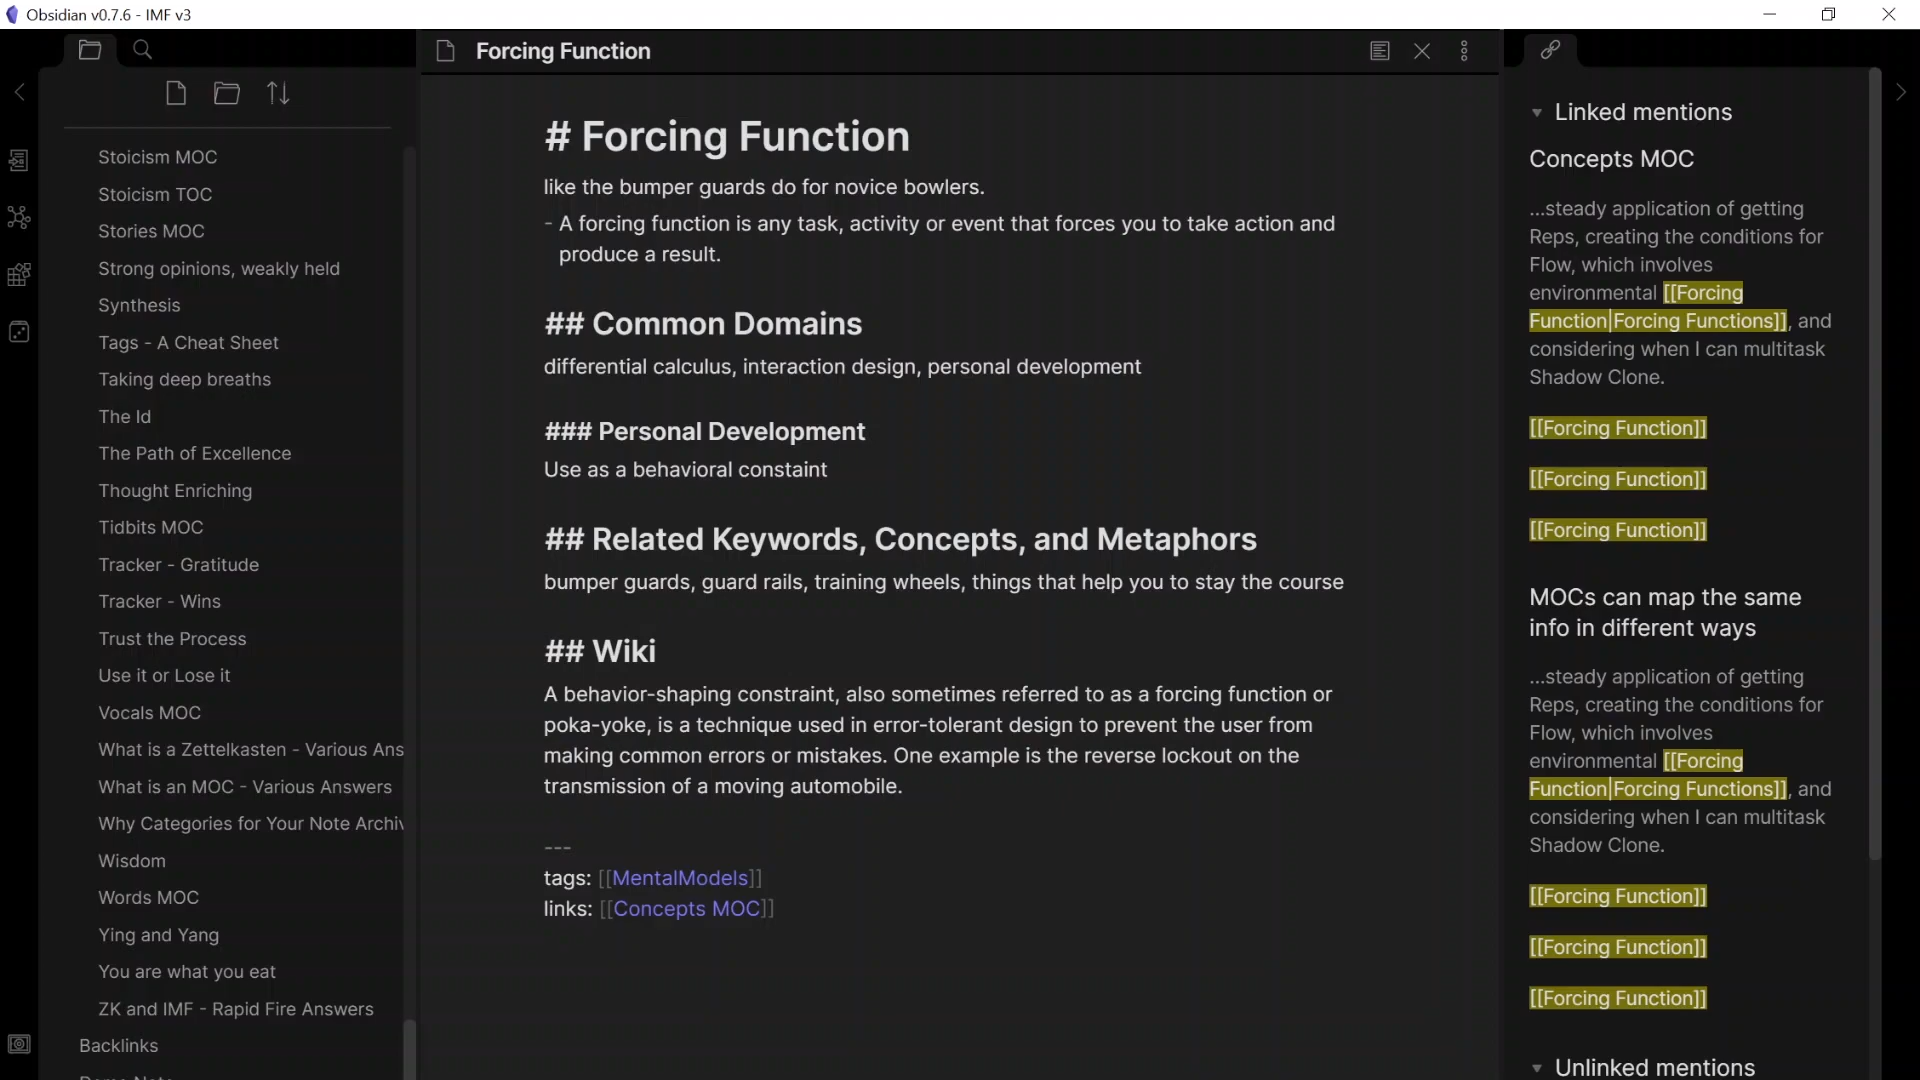 Obsidian v0.7.6 - IMF v3
Stoicism MOC
Stoicism TOC
Stories MOC
Strong opinions, weakly held
Synthesis
Tags - A Cheat Sheet
Taking deep breaths
The Id
The Path of Excellence
Thought Enriching
Tidbits MOC
Tracker - Gratitude
Tracker - Wins
Trust the Process
Use it or Lose it
Vocals MOC
What is a Zettelkasten - Various Ans
What is an MOC - Various Answers
Why Categories for Your Note Archiv
Wisdom
Words MOC
Ying and Yang
You are what you eat
ZK and IMF - Rapid Fire Answers
Backlinks
Forcing Function
# Forcing Function
like the bumper guards do for novice bowlers.
- A forcing function is any task, activity or event that forces you to take action and
produce a result.
## Common Domains
differential calculus, interaction design, personal development
### Personal Development
Use as a behavioral constaint
## Related Keywords, Concepts, and Metaphors
bumper guards, guard rails, training wheels, things that help you to stay the course
## Wiki
A behavior-shaping constraint, also sometimes referred to as a forcing function or
poka-yoke, is a technique used in error-tolerant design to prevent the user from
making common errors or mistakes. One example is the reverse lockout on the
transmission of a moving automobile.
---
tags: [[MentalModels]]
links: [[Concepts MOC]]
Linked mentions
Concepts MOC
...steady application of getting
Reps, creating the conditions for
Flow, which involves
environmental [[Forcing
Function|Forcing Functions]], and
considering when I can multitask
Shadow Clone.
[[Forcing Function]]
[[Forcing Function]]
[[Forcing Function]]
MOCs can map the same
info in different ways
...steady application of getting
Reps, creating the conditions for
Flow, which involves
environmental [[Forcing
Function|Forcing Functions]], and
considering when I can multitask
Shadow Clone.
[[Forcing Function]]
[[Forcing Function]]
[[Forcing Function]]
Unlinked mentions